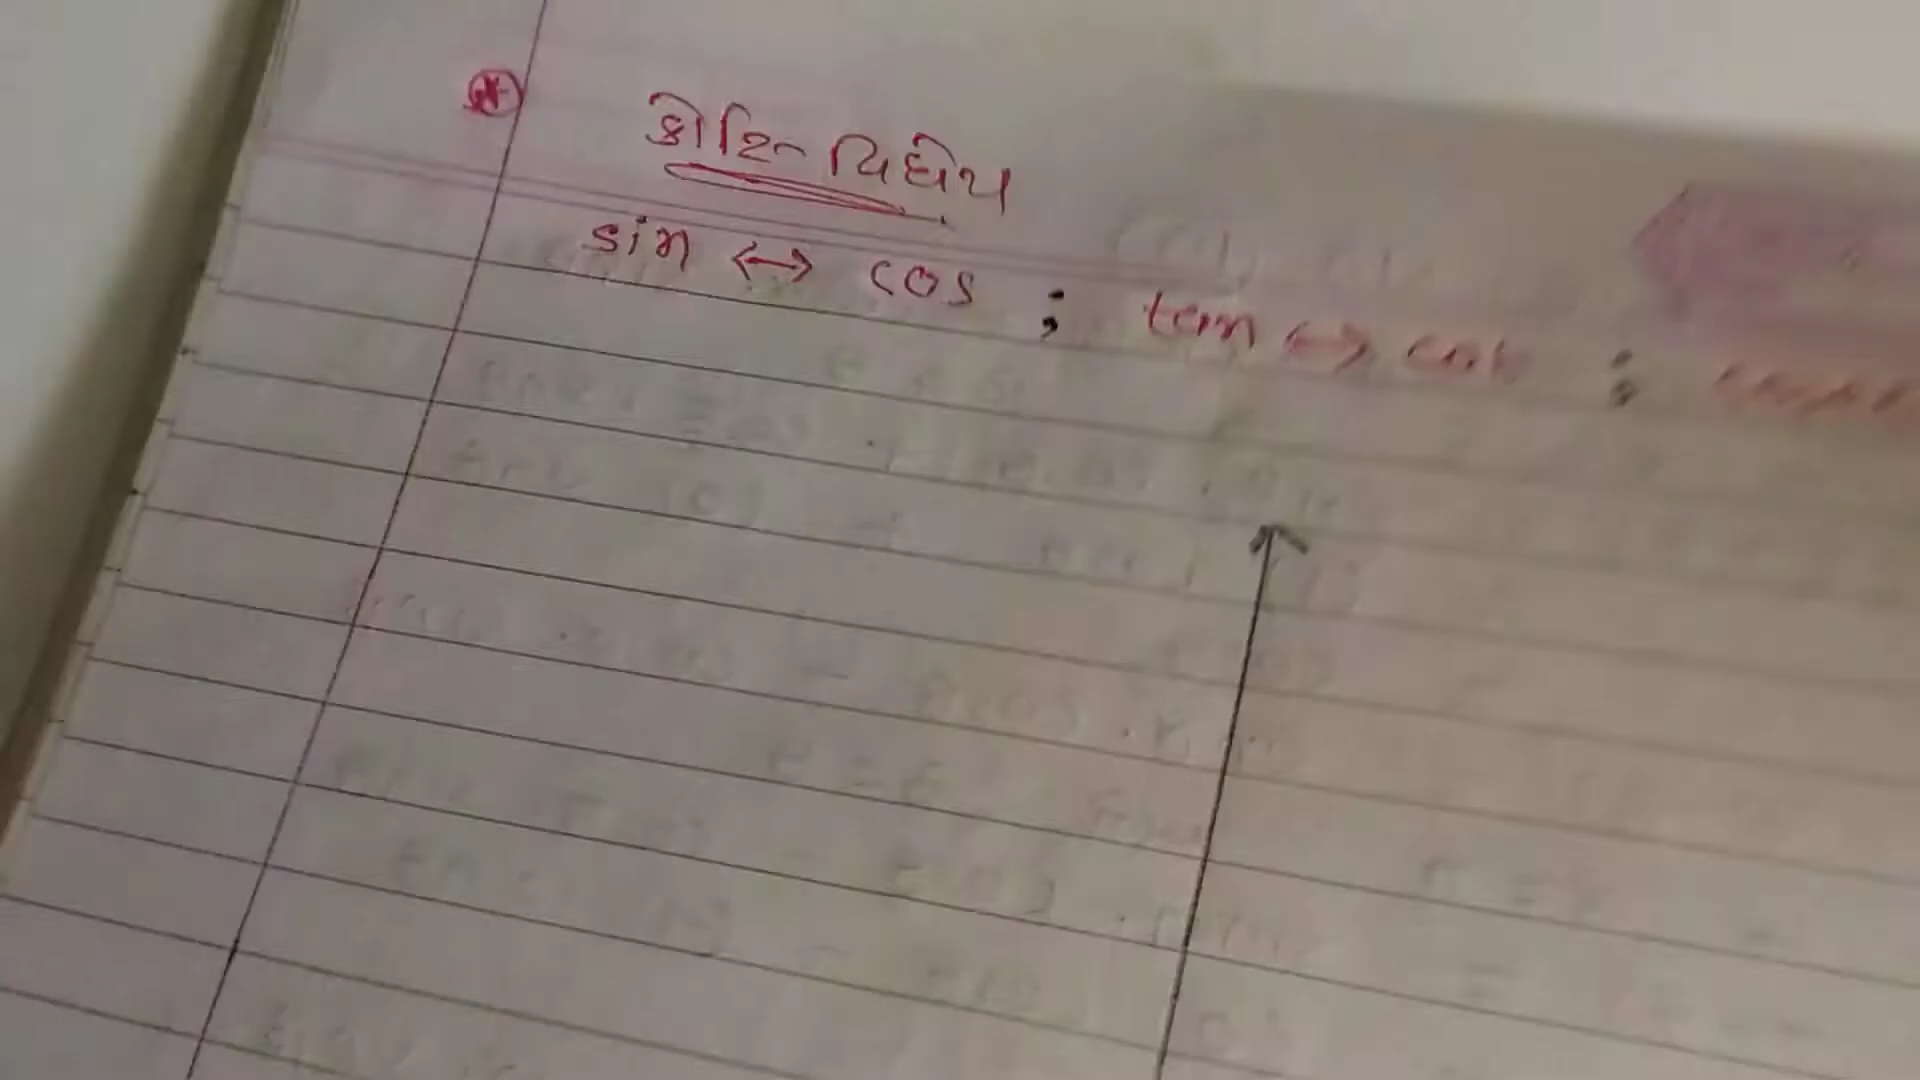 કોટિ-વિધેય
sin ↔ cos ; tan ↔ cot ;